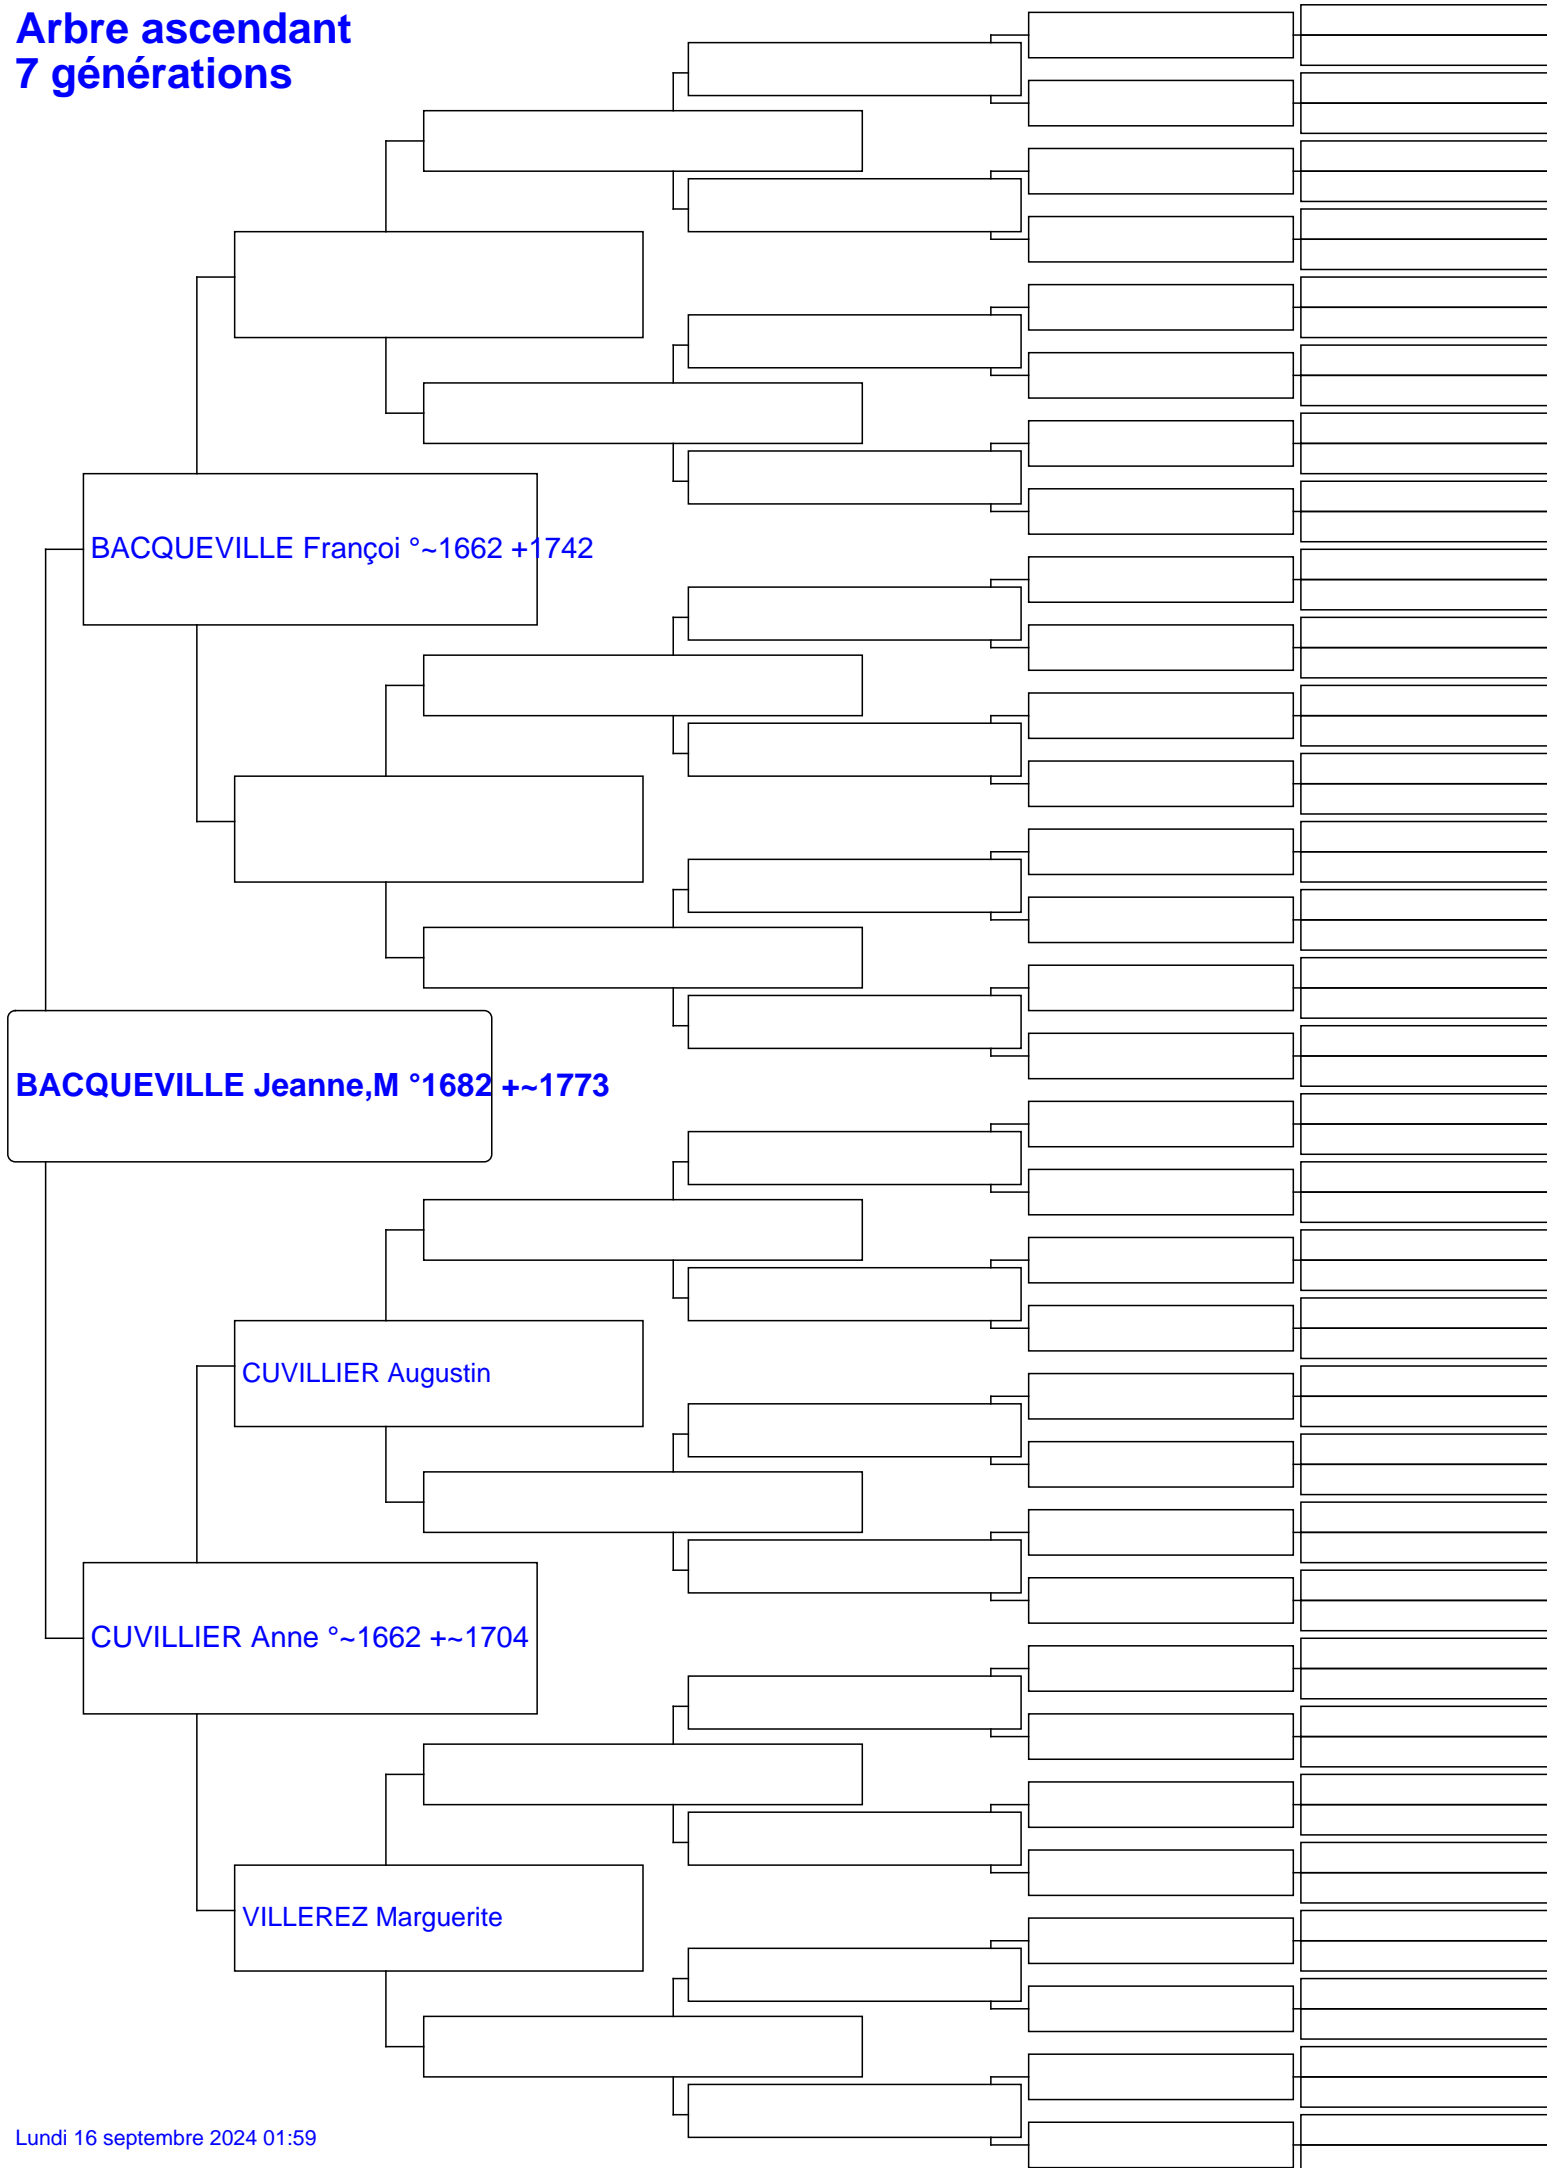 Arbre ascendant
7 générations
BACQUEVILLE Françoi °~1662 +1742
BACQUEVILLE Jeanne,M °1682 +~1773
CUVILLIER Augustin
CUVILLIER Anne °~1662 +~1704
VILLEREZ Marguerite
Lundi 16 septembre 2024 01:59